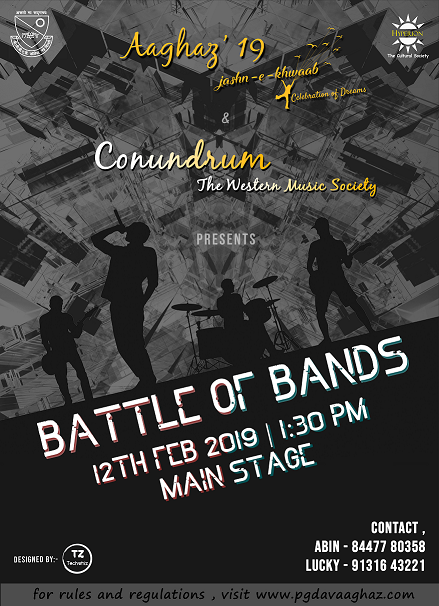 Aaghaz' 19
jashn-e-khwaab
Celebration of Dreams
HYPERION
The Cultural Society
&
Conundrum
The Western Music Society
PRESENTS
BATTLE OF BANDS
12TH FEB 2019 | 1:30 PM
MAIN STAGE
CONTACT ,
ABIN - 84477 80358
LUCKY - 91316 43221
DESIGNED BY:-
TZ
Techwhiz
for rules and regulations , visit www.pgdavaaghaz.com